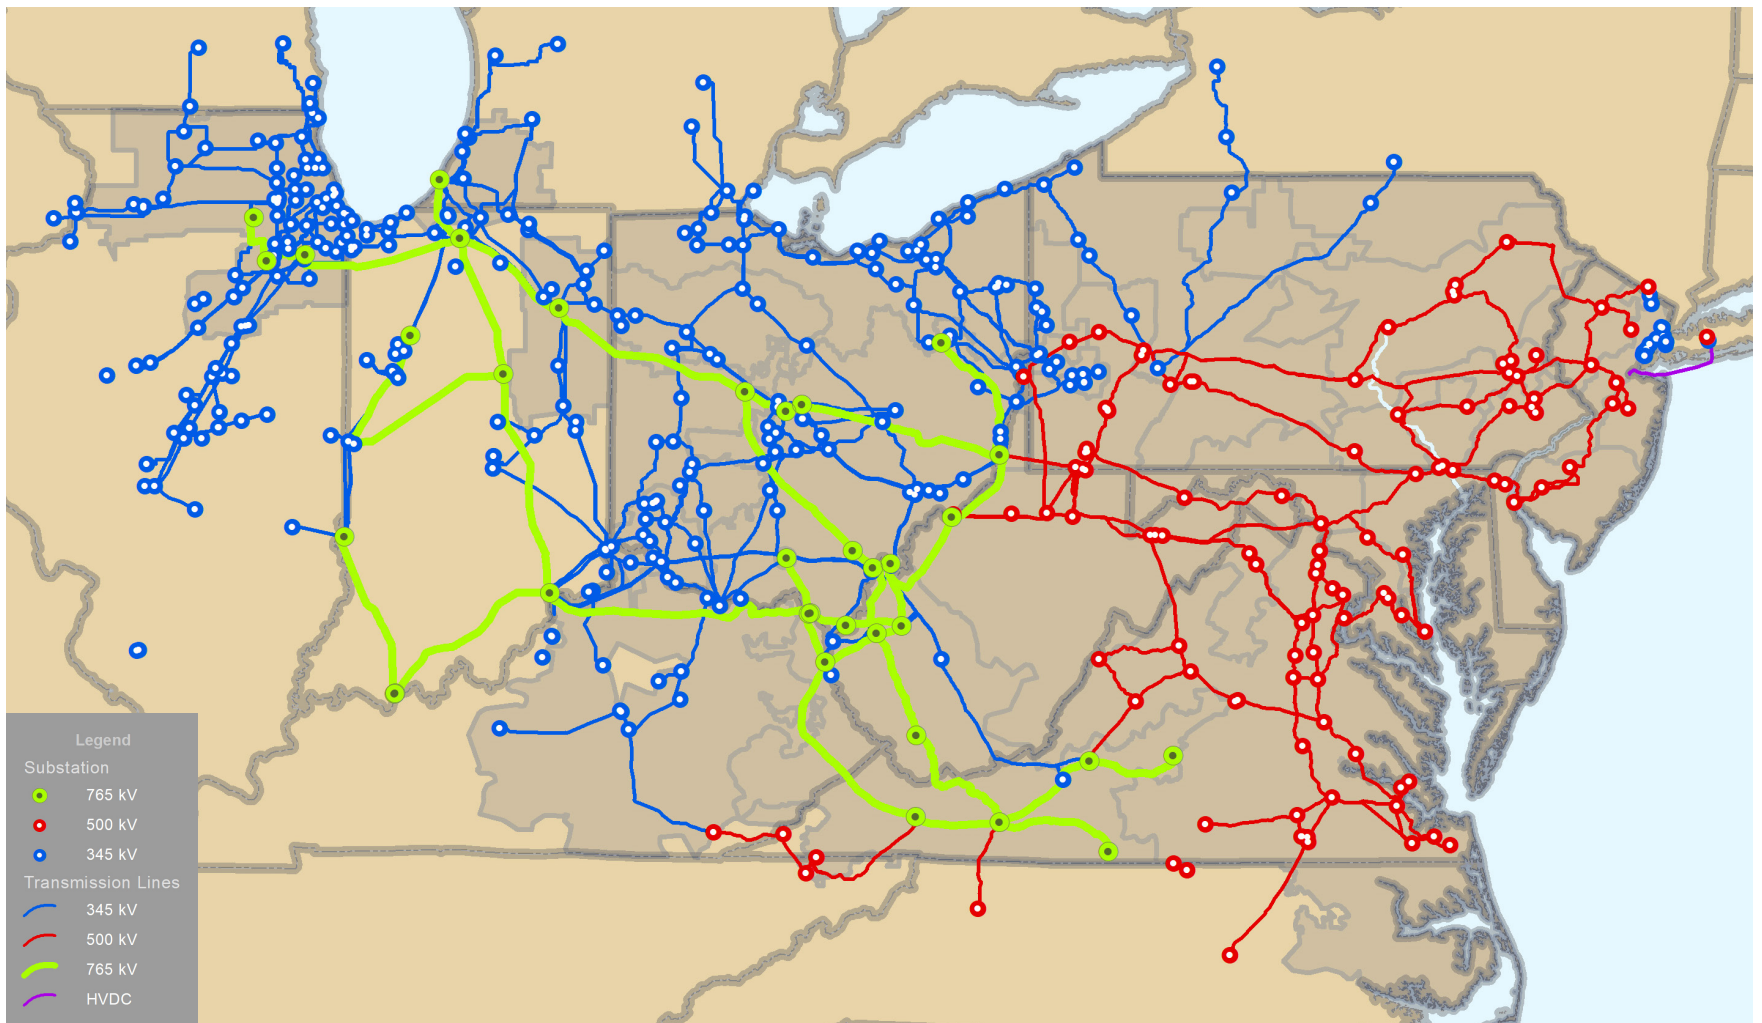 Legend
Substation
765 kV
500 kV
345 kV
Transmission Lines
345 kV
500 kV
765 kV
HVDC